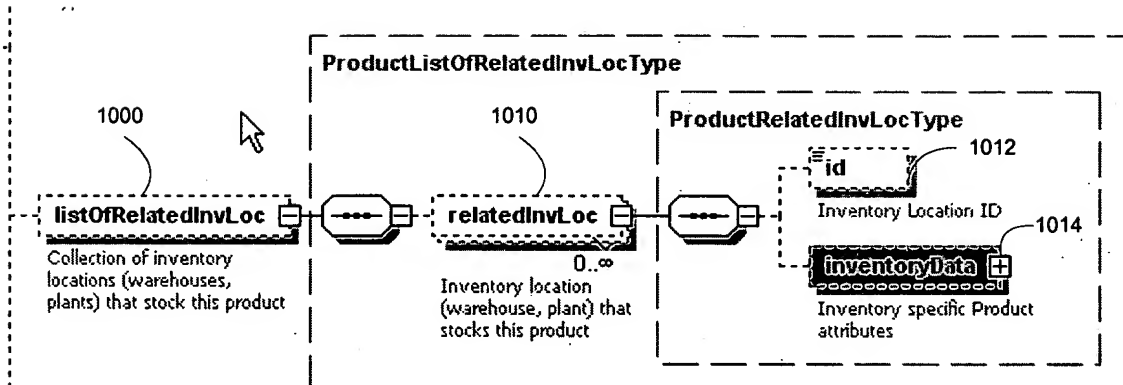 ProductListOfRelatedInvLocType
1000
1010
ProductRelatedInvLocType
id
1012
listOfRelatedInvLoc
relatedInvLoc
Inventory Location ID
1014
Collection of inventory
locations (warehouses,
plants) that stock this product
0..∞
inventoryData
Inventory location
(warehouse, plant) that
stocks this product
Inventory specific Product
attributes